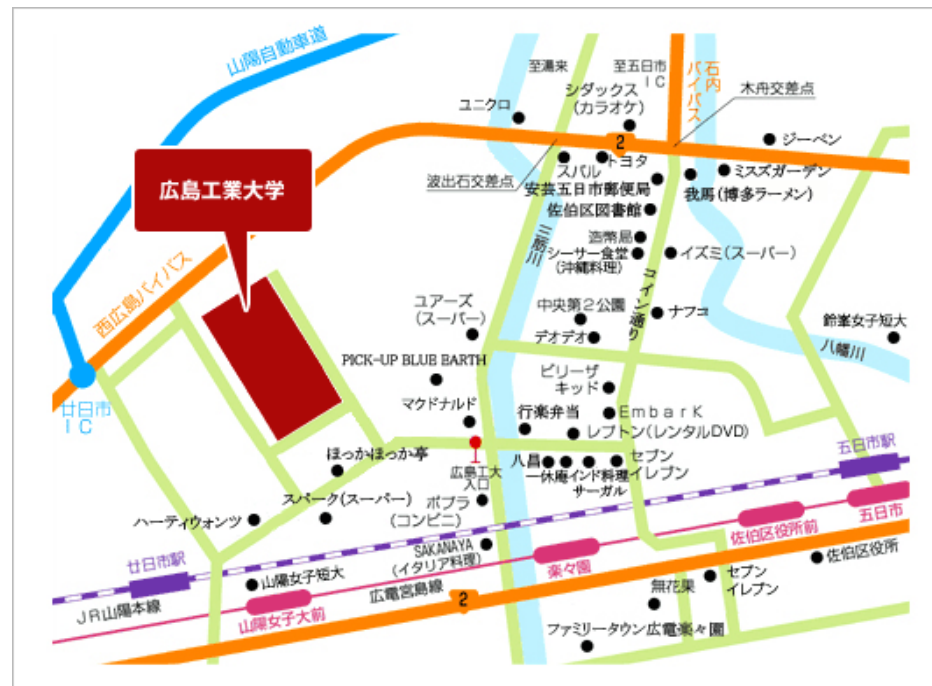 山陽自動車道
至湯来
至五日市
IC
石内
バイパス
シダックス
(カラオケ)
木舟交差点
ユニクロ
2
ジーベン
トヨタ
スバル
ミスズガーデン
広島工業大学
波出石交差点
安芸五日市郵便局
我馬(博多ラーメン)
佐伯区図書館
造幣局
シーサー食堂
(沖縄料理)
イズミ(スーパー)
三筋川
コイン通り
西広島バイパス
ユアーズ
(スーパー)
中央第2公園
ナフコ
鈴峯女子短大
デオデオ
八幡川
PICK-UP BLUE EARTH
ビリーザ
キッド
廿日市
IC
マクドナルド
行楽弁当
EmbarK
レプトン(レンタルDVD)
ほっかほっか亭
広島工大
入口
八昌
一休庵
インド料理
サーガル
セブン
イレブン
五日市駅
スパーク(スーパー)
ポプラ
(コンビニ)
ハーティウォンツ
五日市
佐伯区役所前
SAKANAYA
(イタリア料理)
楽々園
佐伯区役所
廿日市駅
山陽女子短大
広電宮島線
2
無花果
セブン
イレブン
JR山陽本線
山陽女子大前
ファミリータウン広電楽々園